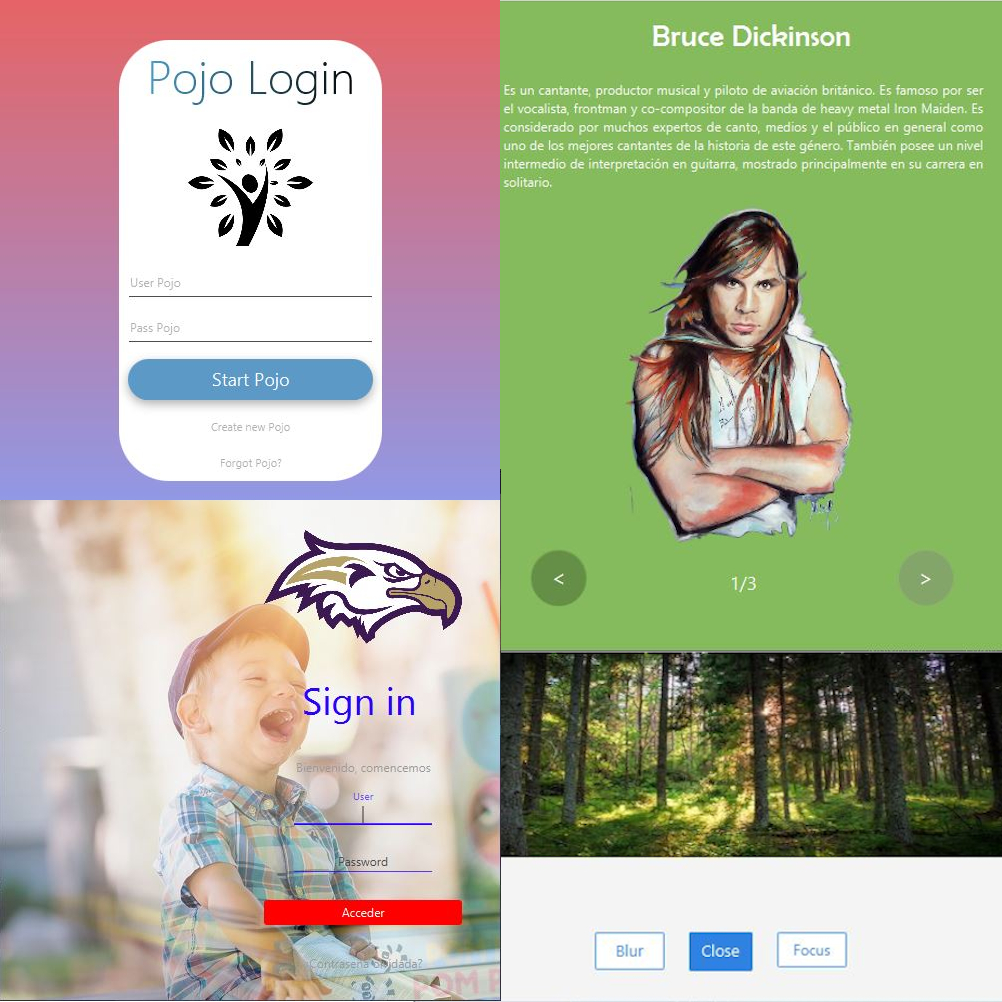 Pojo Login
User Pojo
Pass Pojo
Start Pojo
Create new Pojo
Forgot Pojo?
Bruce Dickinson
Es un cantante, productor musical y piloto de aviación británico. Es famoso por ser
el vocalista, frontman y co-compositor de la banda de heavy metal Iron Maiden. Es
considerado por muchos expertos de canto, medios y el público en general como
uno de los mejores cantantes de la historia de este género. También posee un nivel
intermedio de interpretación en guitarra, mostrado principalmente en su carrera en
solitario.
<
1/3
>
Sign in
Bienvenido, comencemos
User
Password
Acceder
¿Contraseña olvidada?
POM P
Blur
Close
Focus